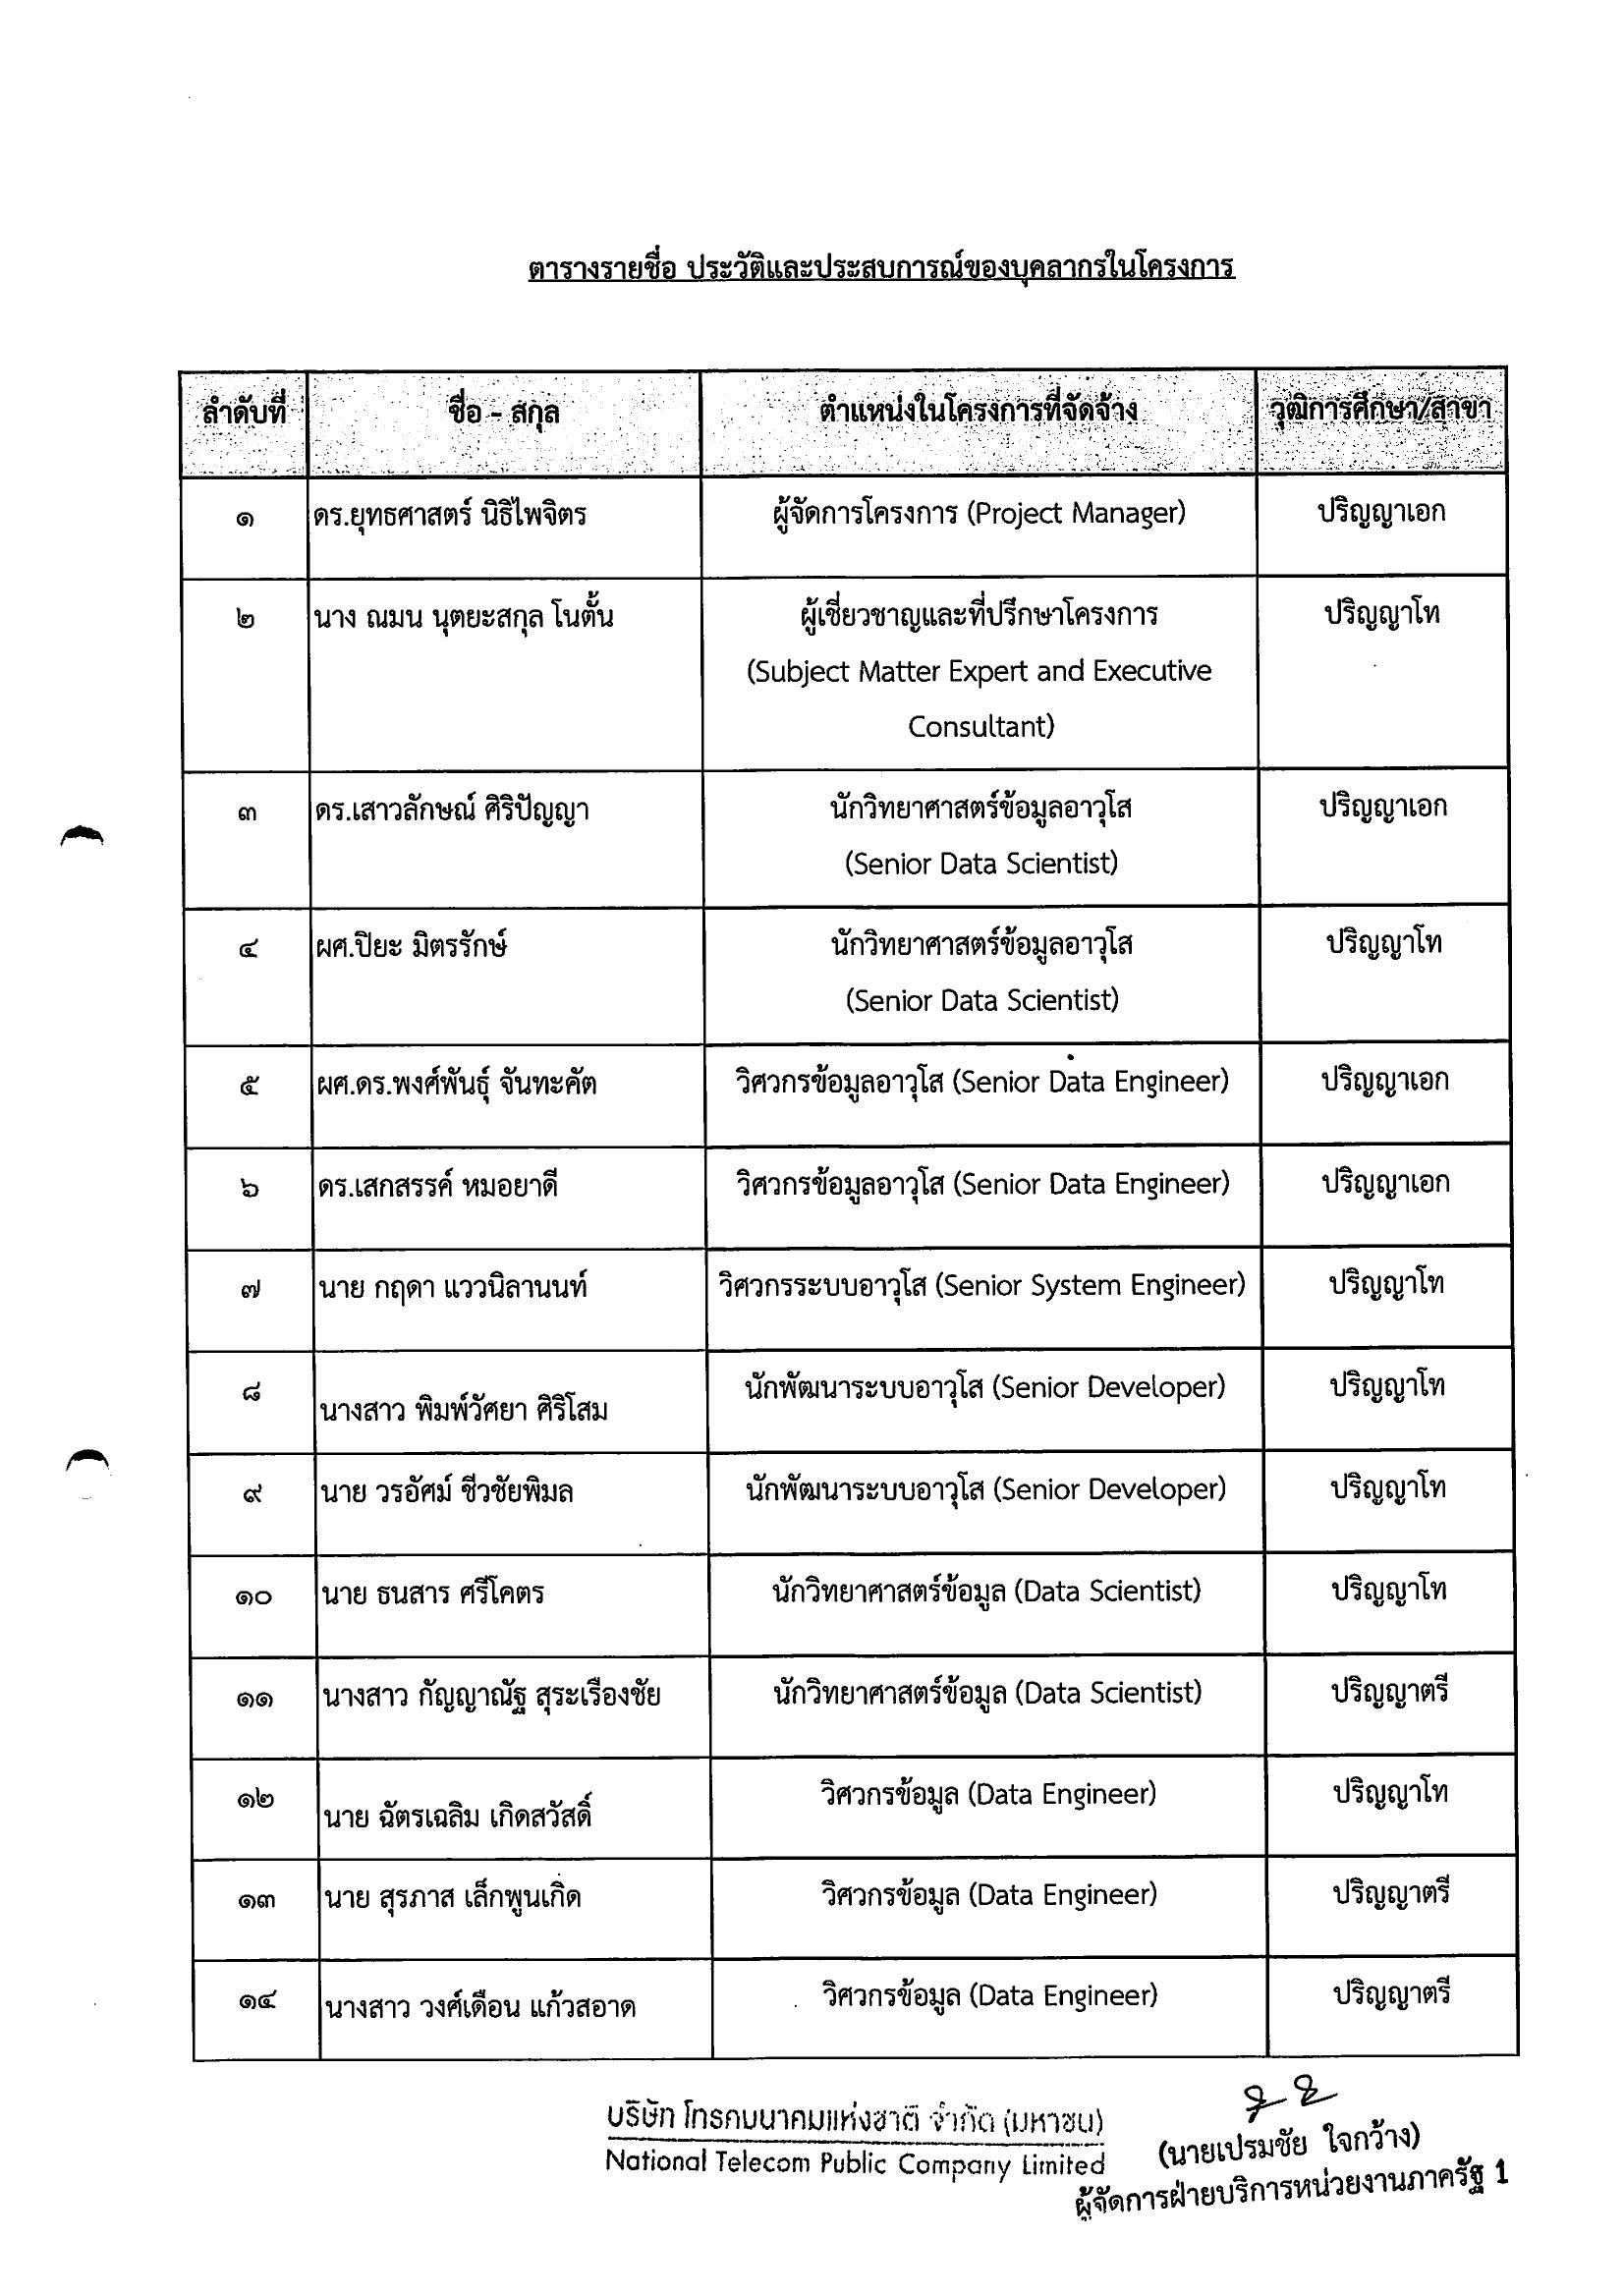 ตารางรายชื่อ ประวัติและประสบการณ์ของบุคลากรในโครงการ
ลำดับที่ ชื่อ - สกุล ตำแหน่งในโครงการที่จัดจ้าง วุฒิการศึกษา/สาขา
๑ ดร.ยุทธศาสตร์ นิธิไพจิตร ผู้จัดการโครงการ (Project Manager) ปริญญาเอก
๒ นาง ณมน นุตยะสกุล โนตั้น ผู้เชี่ยวชาญและที่ปรึกษาโครงการ ปริญญาโท
(Subject Matter Expert and Executive
Consultant)
๓ ดร.เสาวลักษณ์ ศิริปัญญา นักวิทยาศาสตร์ข้อมูลอาวุโส ปริญญาเอก
(Senior Data Scientist)
๔ ผศ.ปิยะ มิตรรักษ์ นักวิทยาศาสตร์ข้อมูลอาวุโส ปริญญาโท
(Senior Data Scientist)
๕ ผศ.ดร.พงศ์พันธุ์ จันทะคัต วิศวกรข้อมูลอาวุโส (Senior Data Engineer) ปริญญาเอก
๖ ดร.เสกสรรค์ หมอยาดี วิศวกรข้อมูลอาวุโส (Senior Data Engineer) ปริญญาเอก
๗ นาย กฤดา แววนิลานนท์ วิศวกรระบบอาวุโส (Senior System Engineer) ปริญญาโท
๘ นางสาว พิมพ์วัศยา ศิริโสม นักพัฒนาระบบอาวุโส (Senior Developer) ปริญญาโท
๙ นาย วรอัศม์ ชีวชัยพิมล นักพัฒนาระบบอาวุโส (Senior Developer) ปริญญาโท
๑๐ นาย ธนสาร ศรีโคตร นักวิทยาศาสตร์ข้อมูล (Data Scientist) ปริญญาโท
๑๑ นางสาว กัญญาณัฐ สุระเรืองชัย นักวิทยาศาสตร์ข้อมูล (Data Scientist) ปริญญาตรี
๑๒ นาย ฉัตรเฉลิม เกิดสวัสดิ์ วิศวกรข้อมูล (Data Engineer) ปริญญาโท
๑๓ นาย สุรภาส เล็กพูนเกิด วิศวกรข้อมูล (Data Engineer) ปริญญาตรี
๑๔ นางสาว วงศ์เดือน แก้วสอาด วิศวกรข้อมูล (Data Engineer) ปริญญาตรี
บริษัท โทรคมนาคมแห่งชาติ จำกัด (มหาชน)
National Telecom Public Company Limited
(นายเปรมชัย ใจกว้าง)
ผู้จัดการฝ่ายบริการหน่วยงานภาครัฐ 1